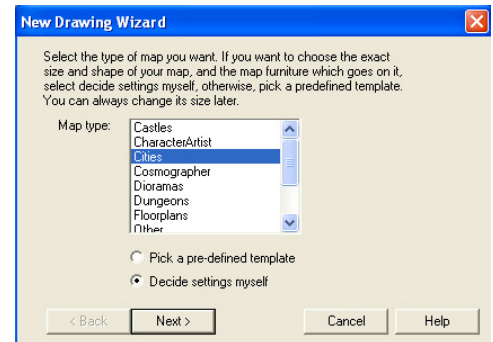 New Drawing Wizard
Select the type of map you want. If you want to choose the exact
size and shape of your map, and the map furniture which goes on it,
select decide settings myself, otherwise, pick a predefined template.
You can always change its size later.
Map type:
Castles
CharacterArtist
Cities
Cosmographer
Dioramas
Dungeons
Floorplans
Other
Pick a pre-defined template
Decide settings myself
< Back
Next >
Cancel
Help